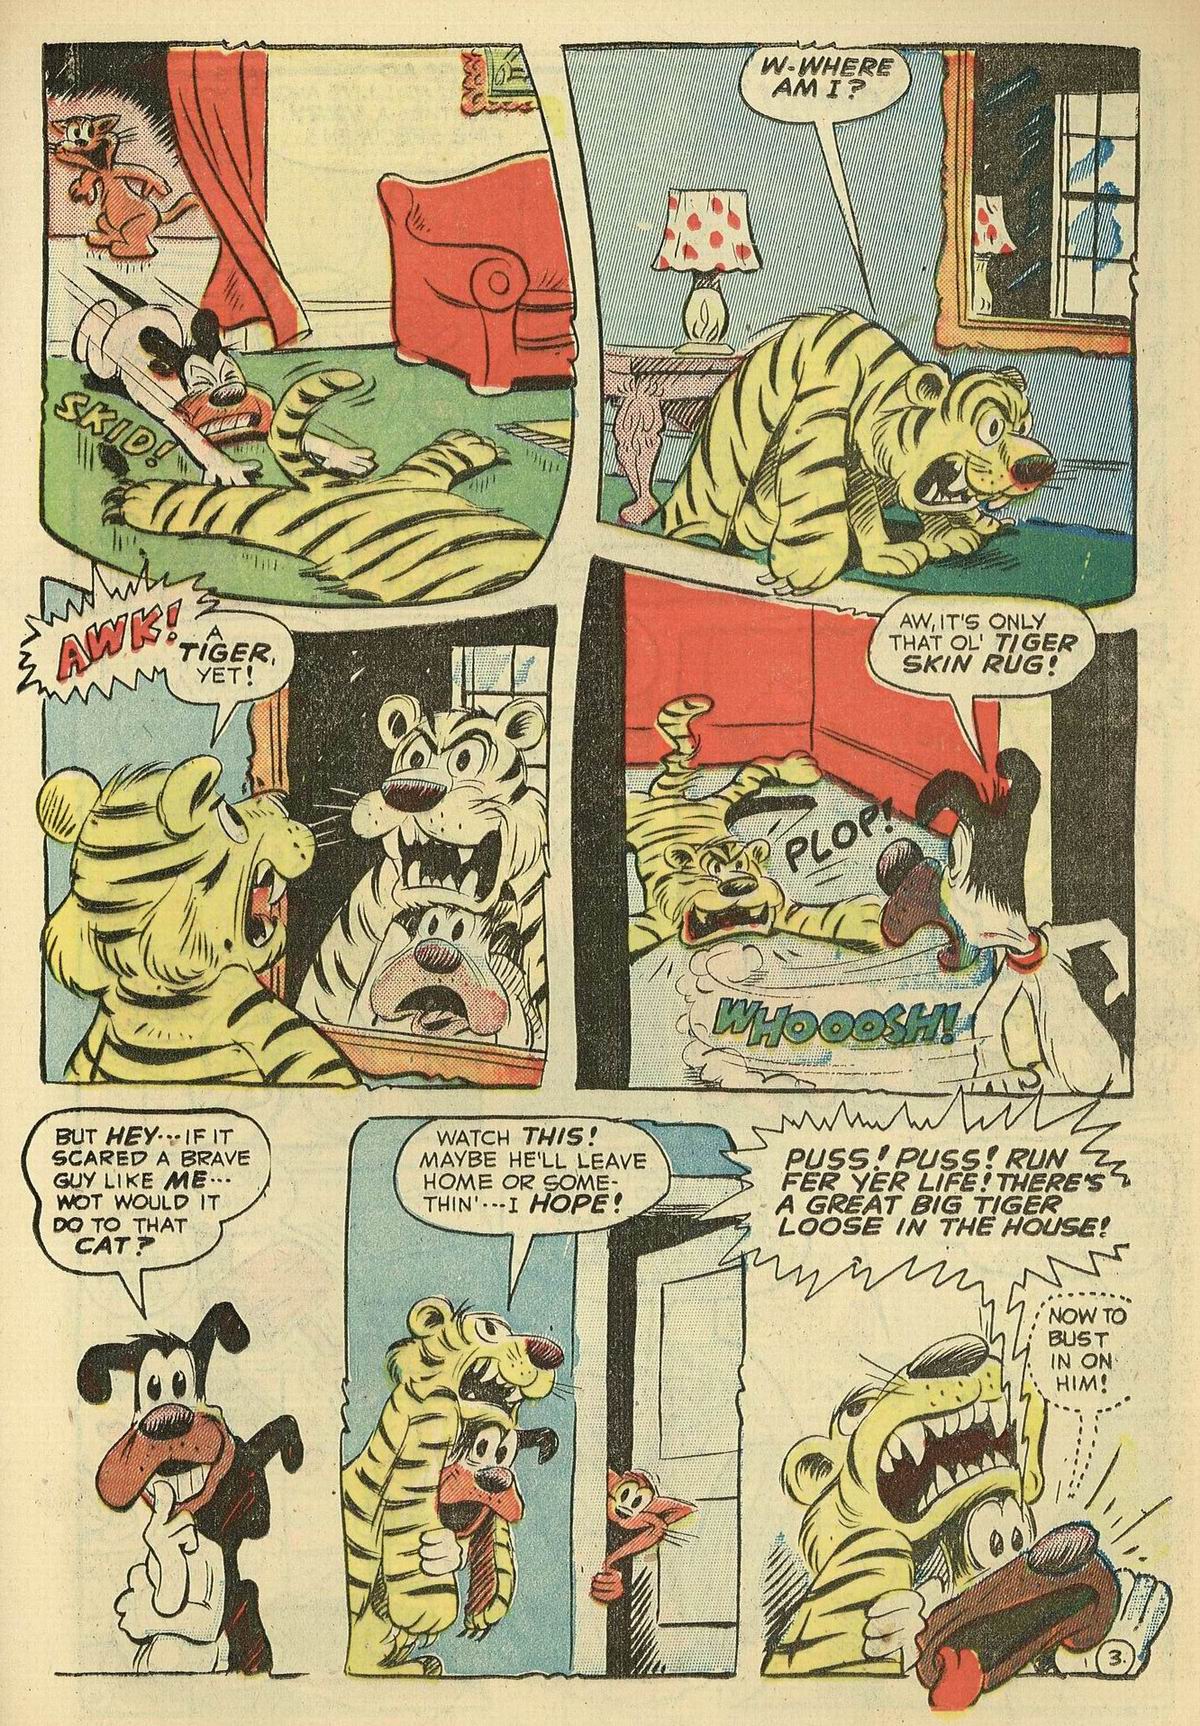 SKID!
W-WHERE
AM I?
AWK!
A
TIGER,
YET!
AW, IT'S ONLY
THAT OL' TIGER
SKIN RUG!
PLOP!
WHOOOSH!
BUT HEY---IF IT
SCARED A BRAVE
GUY LIKE ME---
WOT WOULD IT
DO TO THAT
CAT?
WATCH THIS!
MAYBE HE'LL LEAVE
HOME OR SOME-
THIN'---I HOPE!
PUSS! PUSS! RUN
FER YER LIFE! THERE'S
A GREAT BIG TIGER
LOOSE IN THE HOUSE!
NOW TO
BUST
IN ON
HIM!
3.